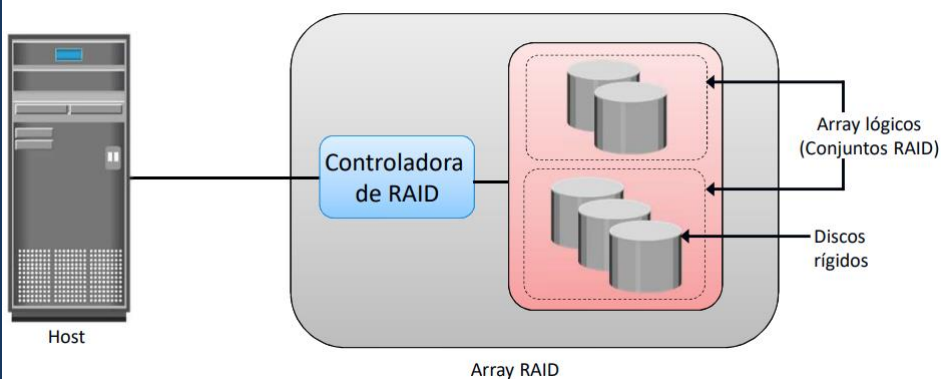 Host
Controladora
de RAID
Array lógicos
(Conjuntos RAID)
Discos
rígidos
Array RAID